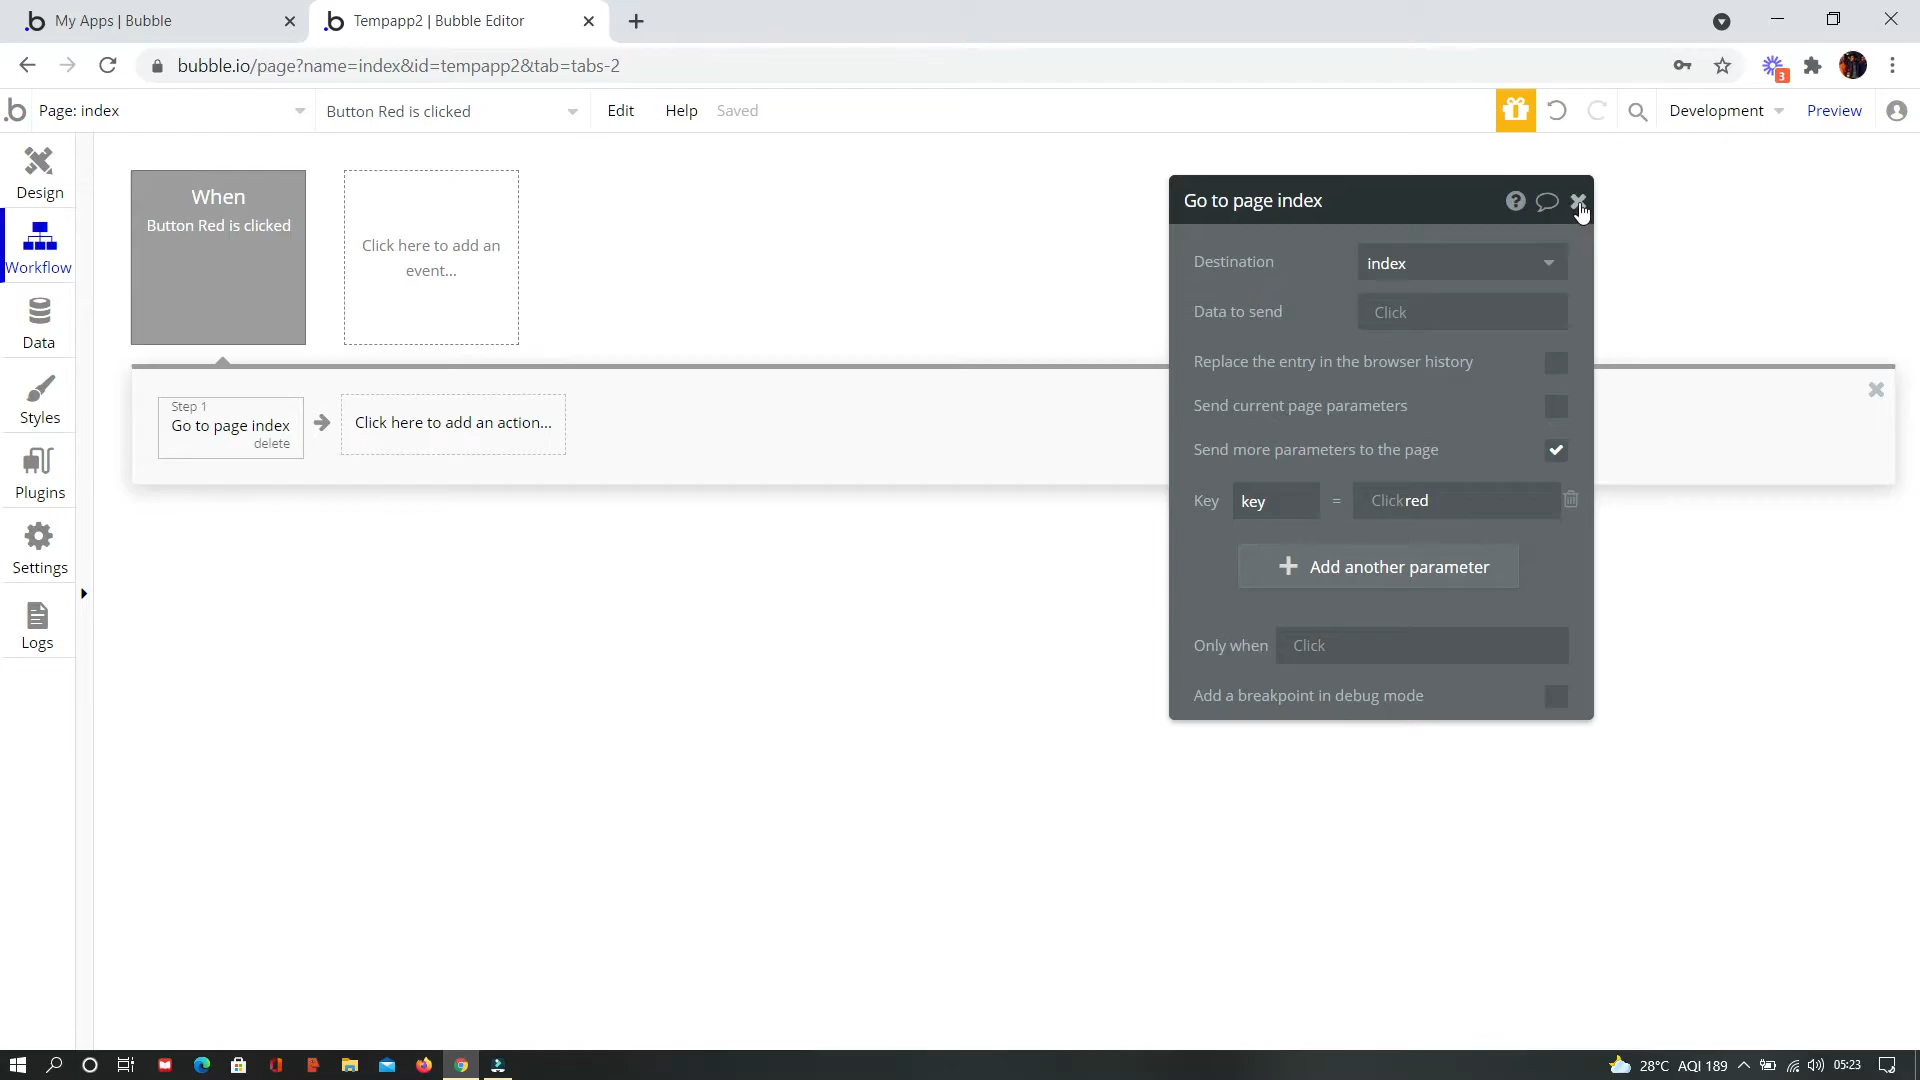 My Apps | Bubble
Tempapp2 | Bubble Editor
bubble.io/page?name=index&id=tempapp2&tab=tabs-2
3
Page: index
Button Red is clicked
Edit
Help
Saved
Development
Preview
Design
Workflow
Data
Styles
Plugins
Settings
Logs
When
Button Red is clicked
Click here to add an
event...
Step 1
Go to page index
delete
Click here to add an action...
Go to page index
Destination
index
Data to send
Click
Replace the entry in the browser history
Send current page parameters
Send more parameters to the page
Key key = Click red
Add another parameter
Only when
Click
Add a breakpoint in debug mode
28°C AQI 189
05:23